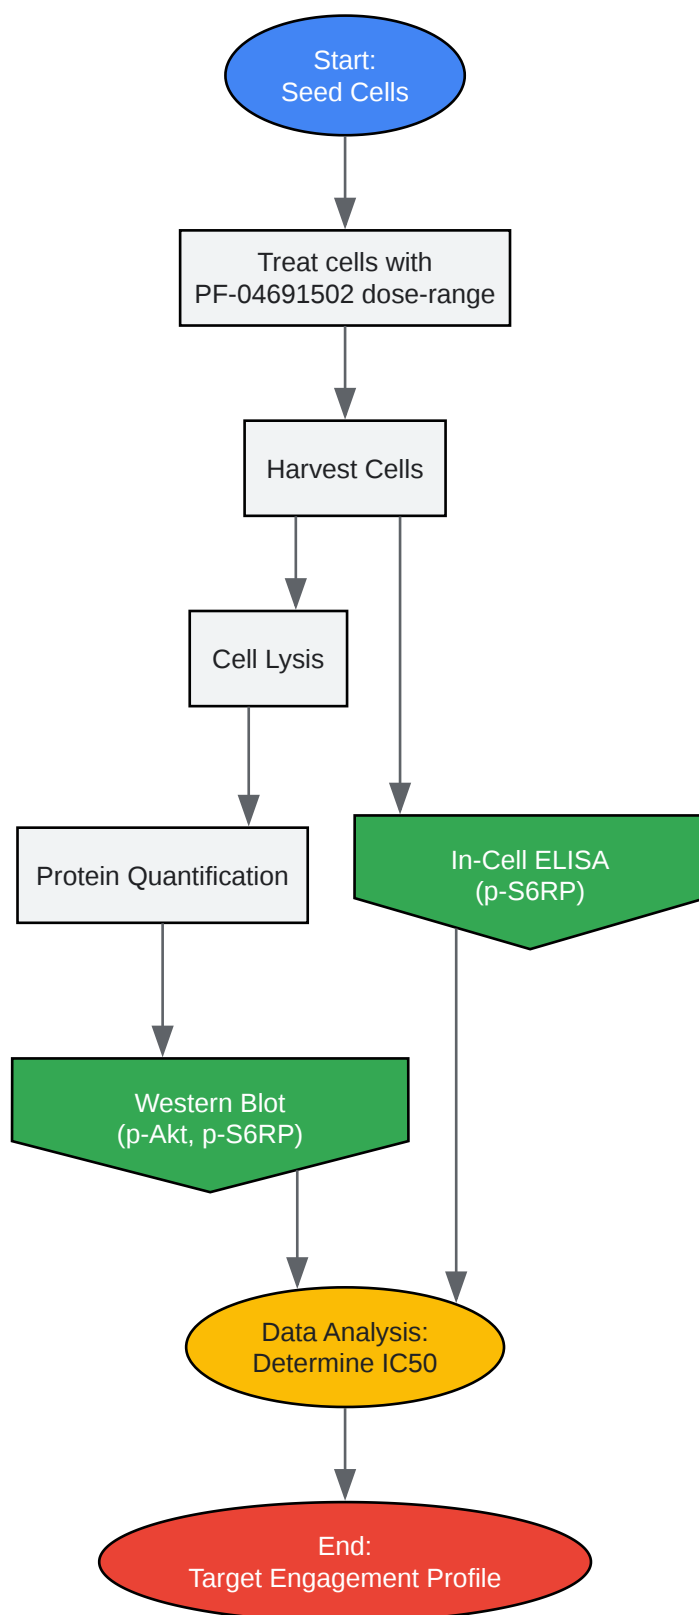 Start:
Seed Cells
Treat cells with
PF-04691502 dose-range
Harvest Cells
Cell Lysis
Protein Quantification
In-Cell ELISA
(p-S6RP)
Western Blot
(p-Akt, p-S6RP)
Data Analysis:
Determine IC50
End:
Target Engagement Profile